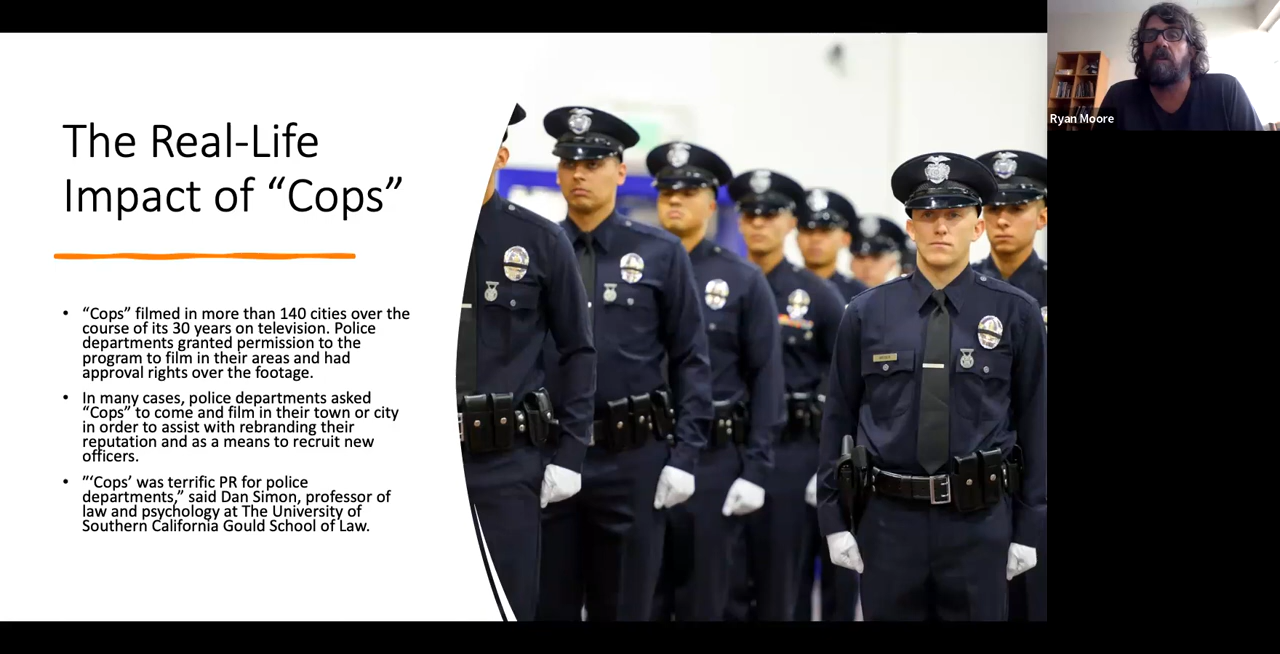 The Real-Life
Impact of “Cops”
• “Cops” filmed in more than 140 cities over the
course of its 30 years on television. Police
departments granted permission to the
program to film in their areas and had
approval rights over the footage.
• In many cases, police departments asked
“Cops” to come and film in their town or city
in order to assist with rebranding their
reputation and as a means to recruit new
officers.
• ”‘Cops’ was terrific PR for police
departments,” said Dan Simon, professor of
law and psychology at The University of
Southern California Gould School of Law.
Ryan Moore